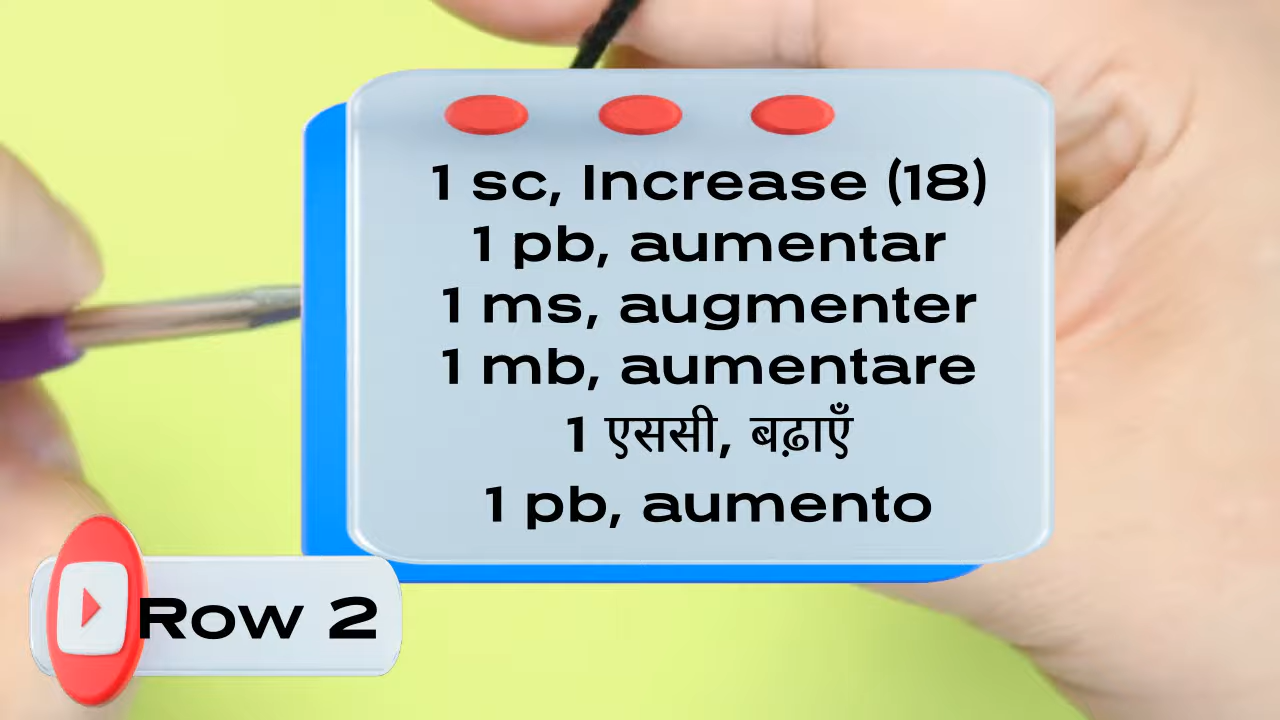 1 sc, Increase (18)
1 pb, aumentar
1 ms, augmenter
1 mb, aumentare
1 एससी, बढ़ाएँ
1 pb, aumento
Row 2